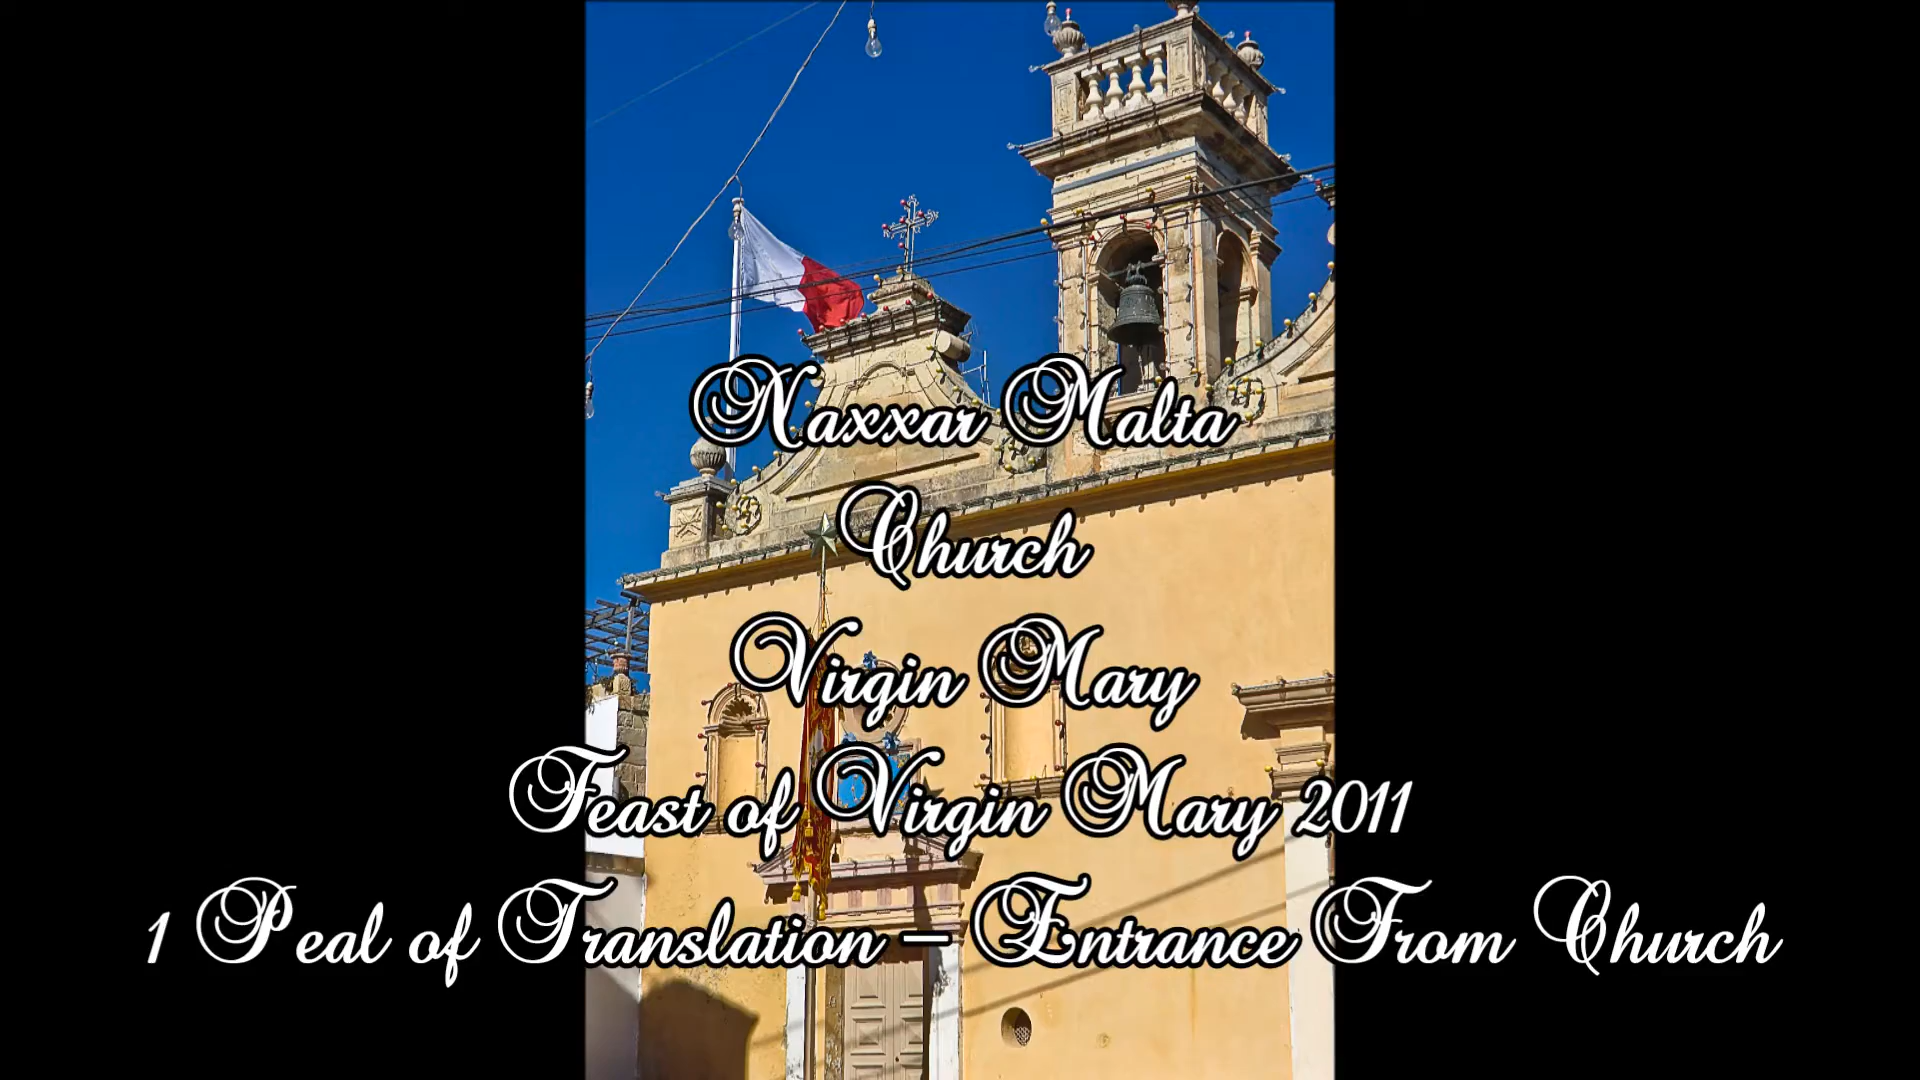 Naxxar Malta
Church
Virgin Mary
Feast of Virgin Mary 2011
1 Peal of Translation – Entrance From Church